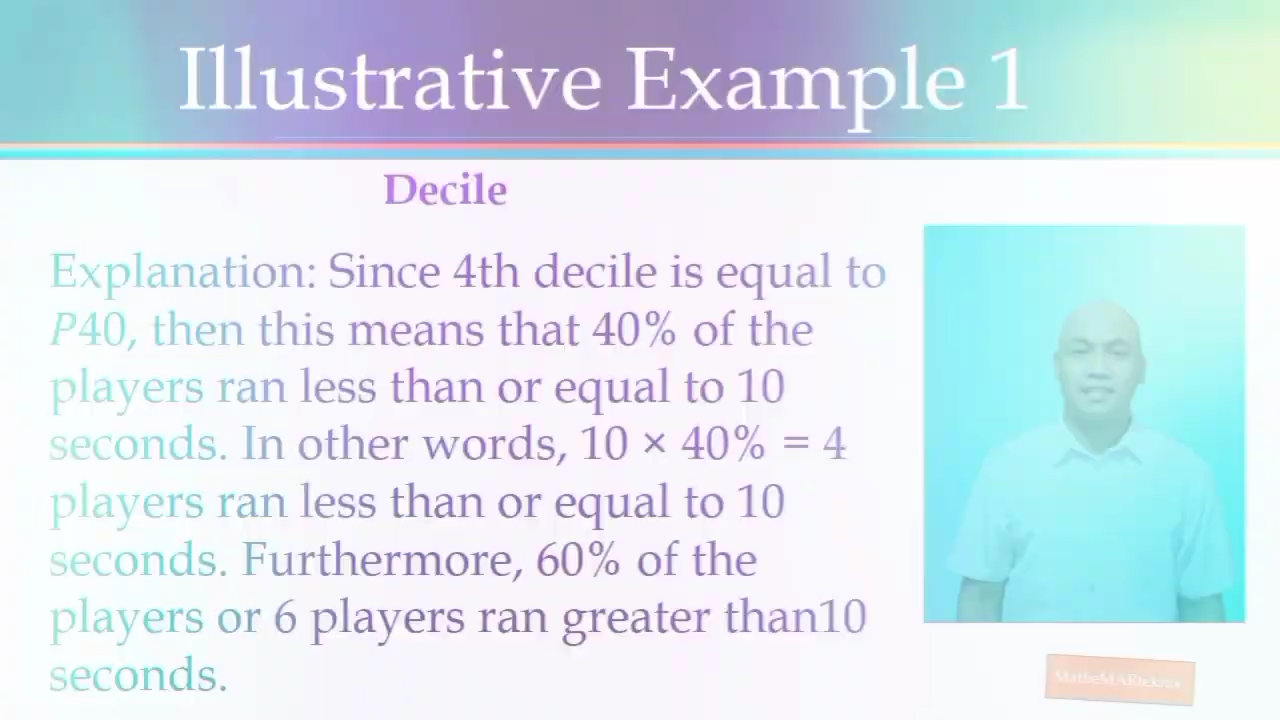 Illustrative Example 1
Decile
Explanation: Since 4th decile is equal to
P40, then this means that 40% of the
players ran less than or equal to 10
seconds. In other words, 10 × 40% = 4
players ran less than or equal to 10
seconds. Furthermore, 60% of the
players or 6 players ran greater than10
seconds.